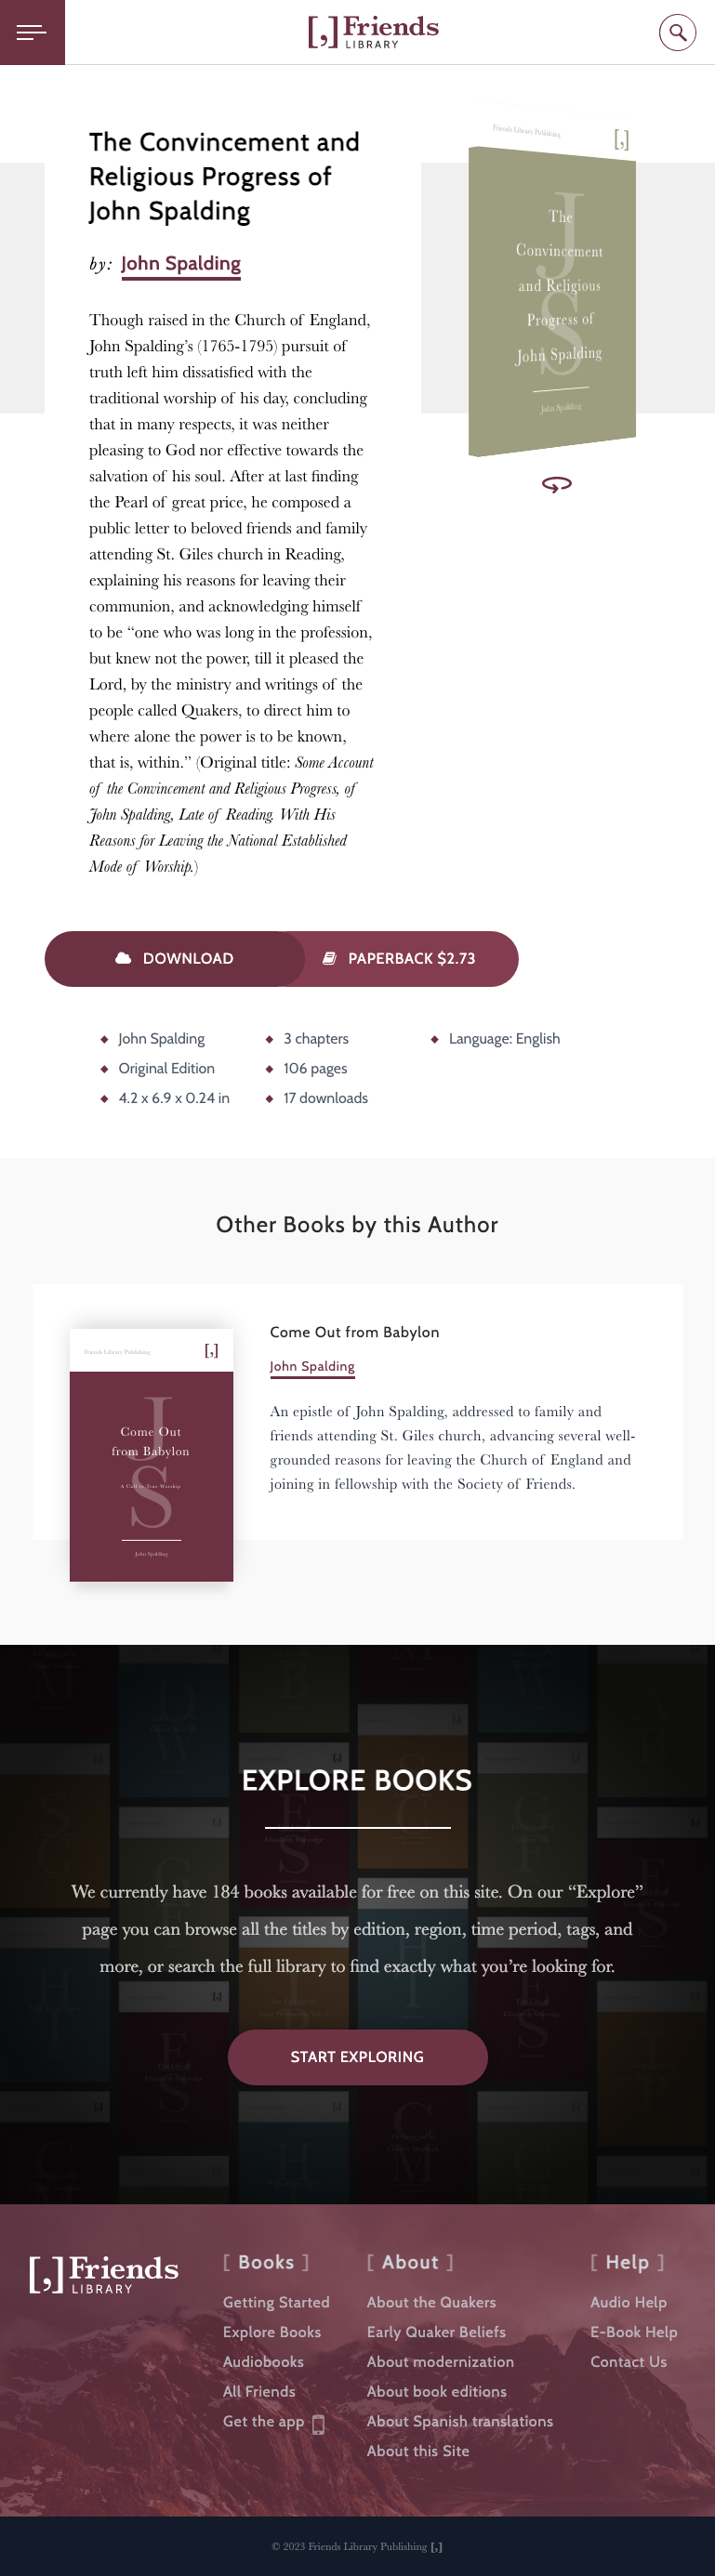 [,] Friends
LIBRARY
The Convincement and
Religious Progress of
John Spalding
by: John Spalding
Though raised in the Church of England,
John Spalding’s (1765-1795) pursuit of
truth left him dissatisfied with the
traditional worship of his day, concluding
that in many respects, it was neither
pleasing to God nor effective towards the
salvation of his soul. After at last finding
the Pearl of great price, he composed a
public letter to beloved friends and family
attending St. Giles church in Reading,
explaining his reasons for leaving their
communion, and acknowledging himself
to be “one who was long in the profession,
but knew not the power, till it pleased the
Lord, by the ministry and writings of the
people called Quakers, to direct him to
where alone the power is to be known,
that is, within.” (Original title: Some Account
of the Convincement and Religious Progress, of
John Spalding, Late of Reading. With His
Reasons for Leaving the National Established
Mode of Worship.)
Friends Library Publishing
[,]
J
S
The
Convincement
and Religious
Progress of
John Spalding
John Spalding
DOWNLOAD
PAPERBACK $2.73
John Spalding
Original Edition
4.2 x 6.9 x 0.24 in
3 chapters
106 pages
17 downloads
Language: English
Other Books by this Author
Friends Library Publishing
[,]
J
S
Come Out
from Babylon
A Call to True Worship
John Spalding
Come Out from Babylon
John Spalding
An epistle of John Spalding, addressed to family and
friends attending St. Giles church, advancing several well-
grounded reasons for leaving the Church of England and
joining in fellowship with the Society of Friends.
EXPLORE BOOKS
We currently have 184 books available for free on this site. On our “Explore”
page you can browse all the titles by edition, region, time period, tags, and
more, or search the full library to find exactly what you’re looking for.
START EXPLORING
[,] Friends
LIBRARY
[ Books ]
Getting Started
Explore Books
Audiobooks
All Friends
Get the app
[ About ]
About the Quakers
Early Quaker Beliefs
About modernization
About book editions
About Spanish translations
About this Site
[ Help ]
Audio Help
E-Book Help
Contact Us
© 2023 Friends Library Publishing [,]